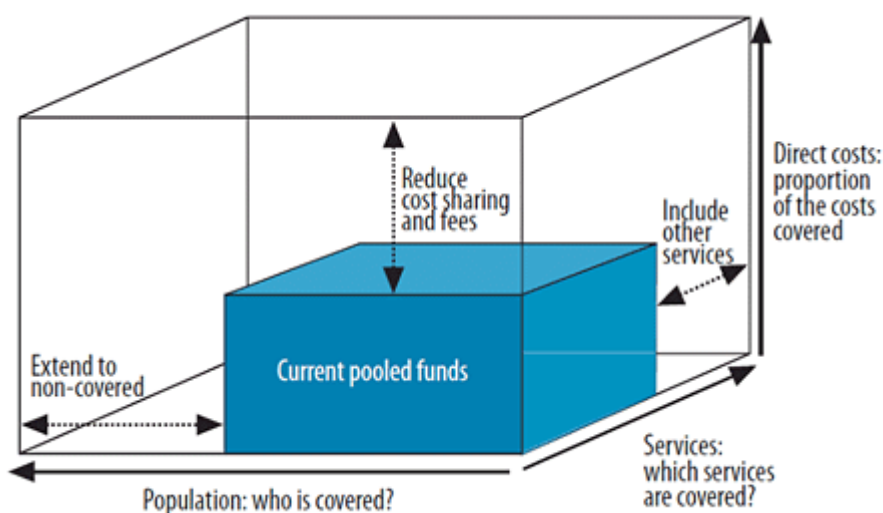 Reduce
cost sharing
and fees
Include
other
services
Direct costs:
proportion
of the costs
covered
Extend to
non-covered
Current pooled funds
Services:
which services
are covered?
Population: who is covered?